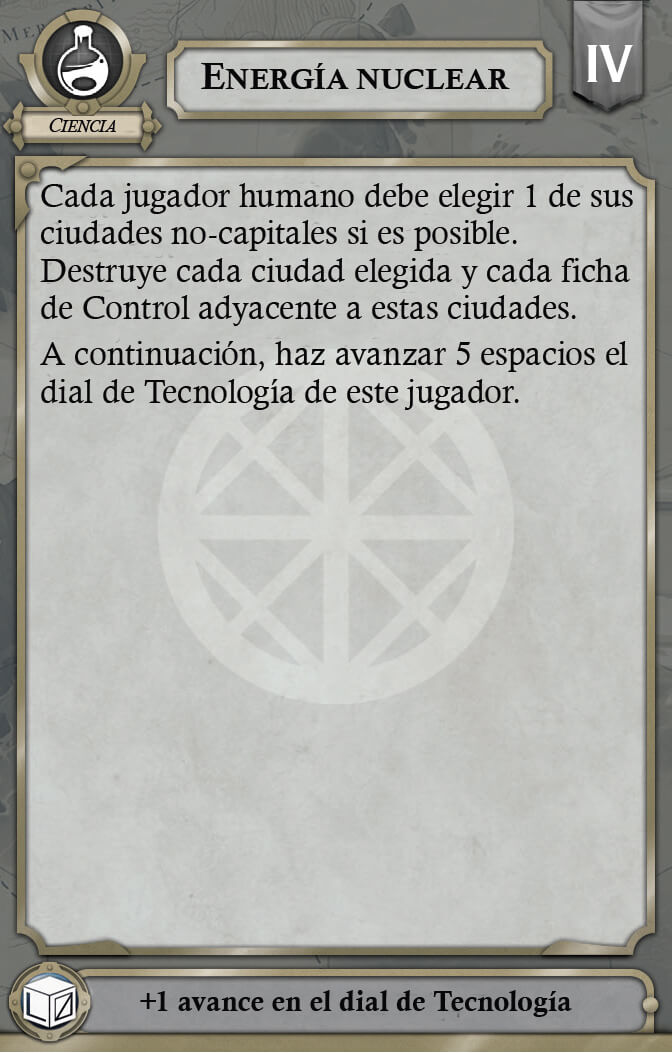 Energía nuclear
IV
Ciencia
Cada jugador humano debe elegir 1 de sus
ciudades no-capitales si es posible.
Destruye cada ciudad elegida y cada ficha
de Control adyacente a estas ciudades.
A continuación, haz avanzar 5 espacios el
dial de Tecnología de este jugador.
+1 avance en el dial de Tecnología